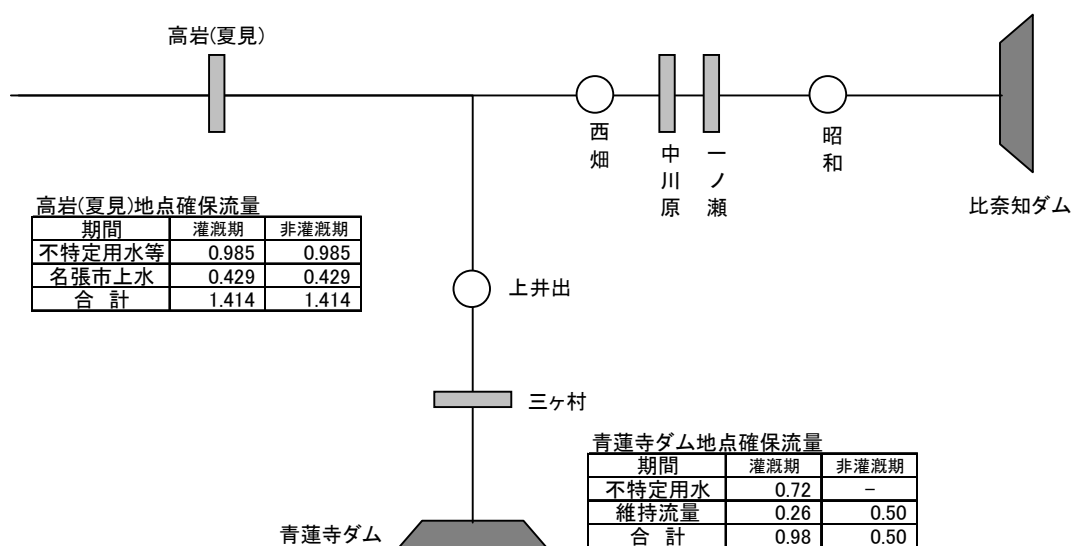 高岩(夏見)
西畑
中川原
一ノ瀬
昭和
比奈知ダム
高岩(夏見)地点確保流量
期間 灌漑期 非灌漑期
不特定用水等 0.985 0.985
名張市上水 0.429 0.429
合 計 1.414 1.414
上井出
三ヶ村
青蓮寺ダム地点確保流量
期間 灌漑期 非灌漑期
不特定用水 0.72 -
維持流量 0.26 0.50
合 計 0.98 0.50
青蓮寺ダム